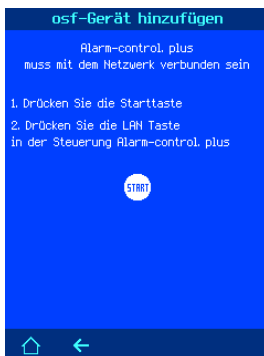 osf-Gerät hinzufügen
Alarm-control. plus
muss mit dem Netzwerk verbunden sein
1. Drücken Sie die Starttaste
2. Drücken Sie die LAN Taste
in der Steuerung Alarm-control. plus
START